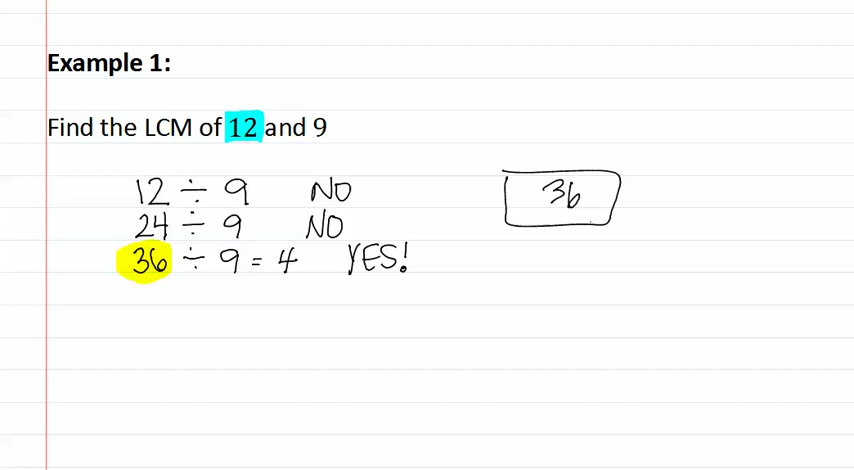 Example 1:
Find the LCM of 12 and 9
12 ÷ 9 NO
36
24 ÷ 9 NO
36 ÷ 9 = 4 YES!